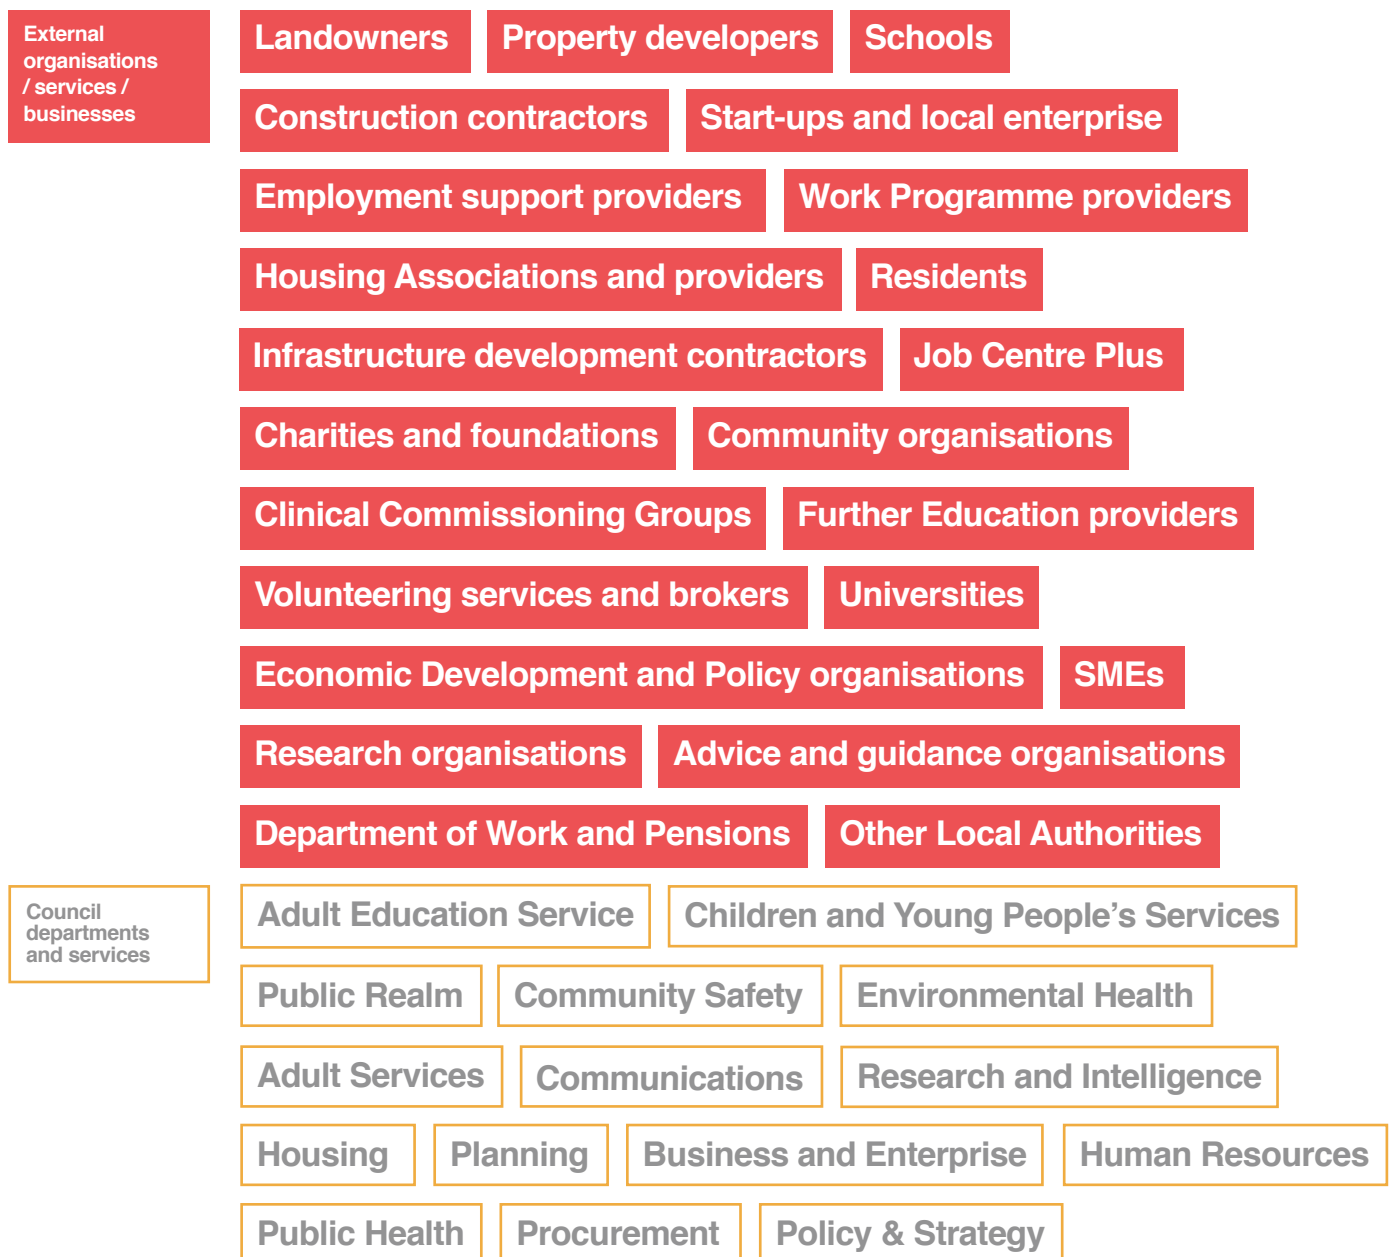 External
organisations
/ services /
businesses
Landowners Property developers Schools
Construction contractors Start-ups and local enterprise
Employment support providers Work Programme providers
Housing Associations and providers Residents
Infrastructure development contractors Job Centre Plus
Charities and foundations Community organisations
Clinical Commissioning Groups Further Education providers
Volunteering services and brokers Universities
Economic Development and Policy organisations SMEs
Research organisations Advice and guidance organisations
Department of Work and Pensions Other Local Authorities
Council
departments
and services
Adult Education Service Children and Young People’s Services
Public Realm Community Safety Environmental Health
Adult Services Communications Research and Intelligence
Housing Planning Business and Enterprise Human Resources
Public Health Procurement Policy & Strategy